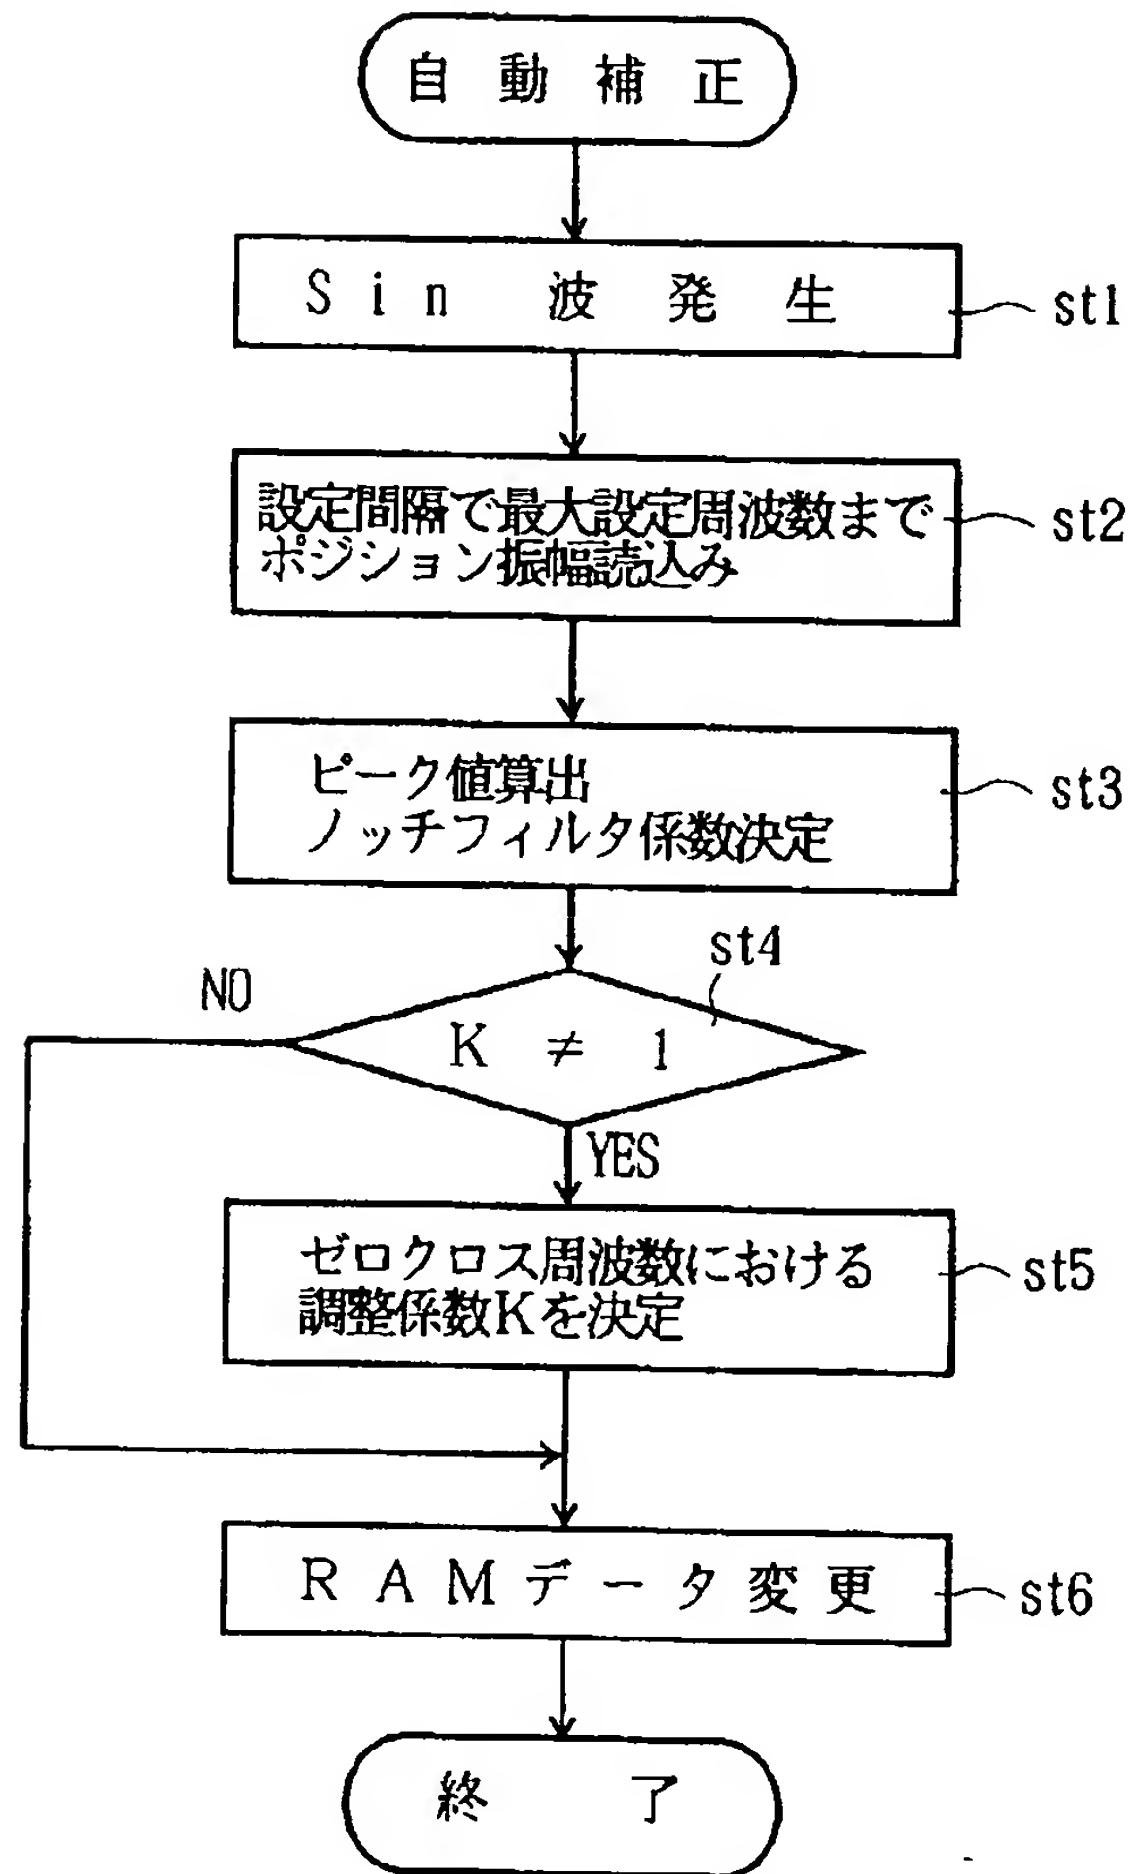 自動補正
Sin 波発生
st1
設定間隔で最大設定周波数まで
ポジション振幅読込み
st2
ピーク値算出
ノッチフィルタ係数決定
st3
st4
NO
K ≠ 1
YES
ゼロクロス周波数における
調整係数Kを決定
st5
RAMデータ変更
st6
終了